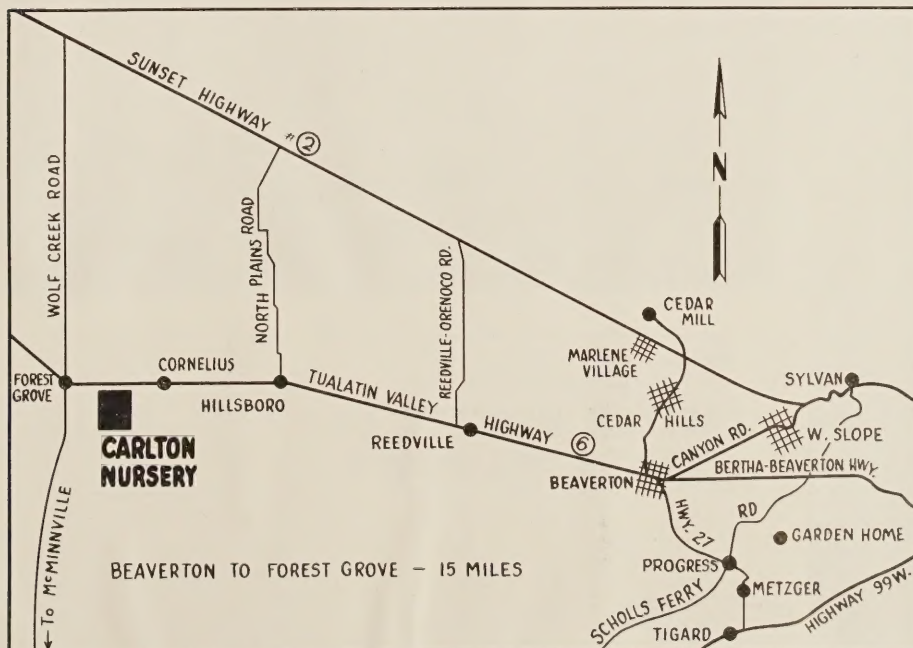 SUNSET HIGHWAY #2
WOLF CREEK ROAD
NORTH PLAINS ROAD
REEDVILLE-ORENOCO RD.
N
CEDAR
MILL
MARLENE
VILLAGE
SYLVAN
FOREST
GROVE
CORNELIUS
HILLSBORO
TUALATIN VALLEY
HIGHWAY 6
REEDVILLE
CEDAR HILLS
CANYON RD.
W. SLOPE
BEAVERTON
BERTHA-BEAVERTON HWY.
CARLTON
NURSERY
HWY. 27
RD
GARDEN HOME
PROGRESS
BEAVERTON TO FOREST GROVE — 15 MILES
METZGER
SCHOLLS FERRY
HIGHWAY 99W.
TIGARD
←TO MCMINNVILLE